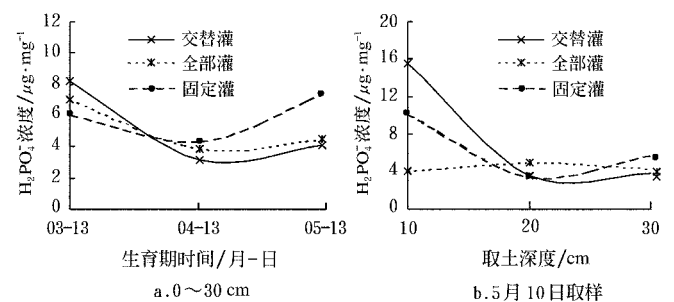 H₂PO₄⁻浓度/μg·mg⁻¹
12
10
8
6
4
2
0
交替灌
全部灌
固定灌
03-13
04-13
05-13
生育期时间/月-日
a.0～30 cm
H₂PO₄⁻浓度/μg·mg⁻¹
20
16
12
8
4
0
交替灌
全部灌
固定灌
10
20
30
取土深度/cm
b.5月10日取样